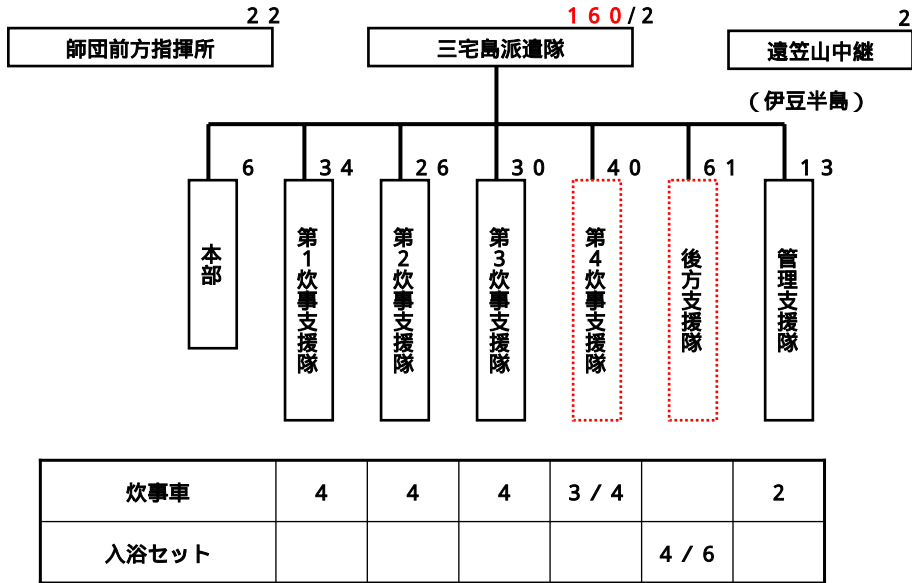 ２２
師団前方指揮所
１６０/２
三宅島派遣隊
２
遠笠山中継
（伊豆半島）
６
本部
３４
第１炊事支援隊
２６
第２炊事支援隊
３０
第３炊事支援隊
４０
第４炊事支援隊
６１
後方支援隊
１３
管理支援隊
炊事車 ４ ４ ４ ３／４ ２
入浴セット ４／６